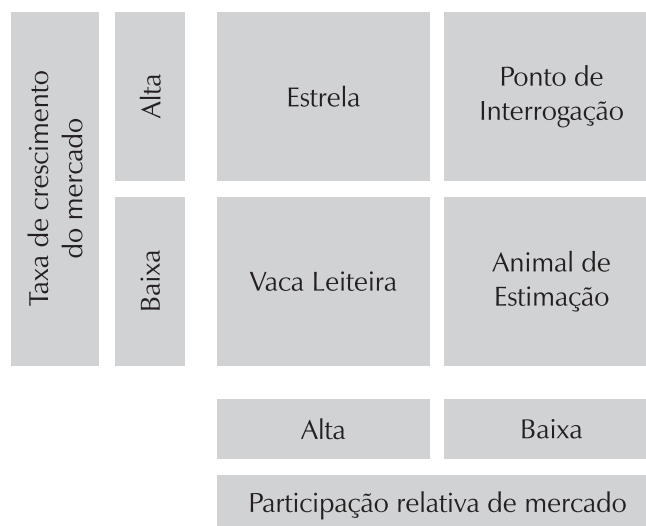 Taxa de crescimento
do mercado
Alta
Baixa
Estrela
Ponto de
Interrogação
Vaca Leiteira
Animal de
Estimação
Alta
Baixa
Participação relativa de mercado